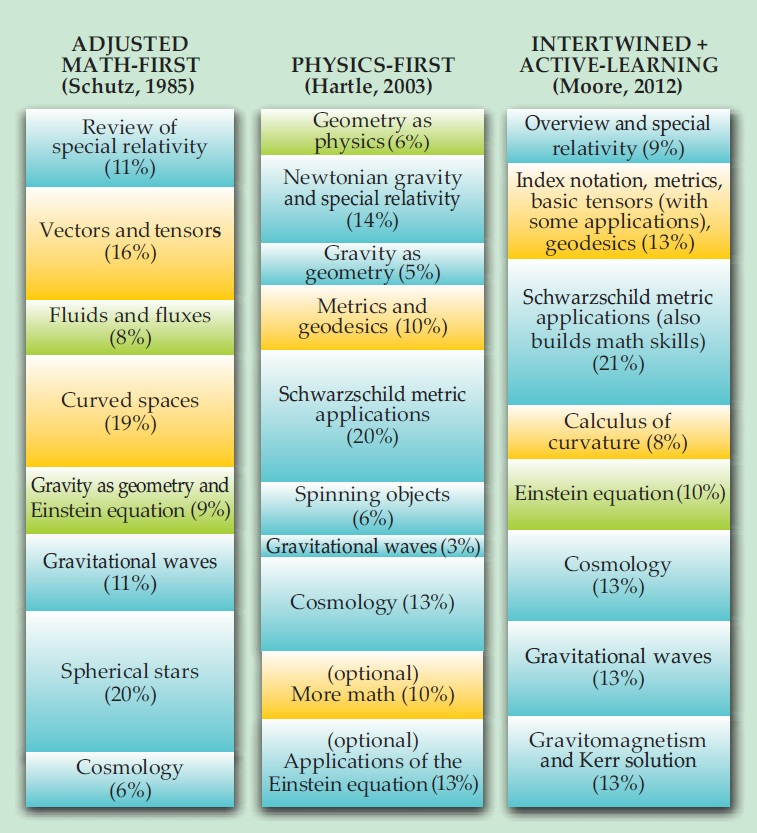 ADJUSTED
MATH-FIRST
(Schutz, 1985)
Review of
special relativity
(11%)
Vectors and tensors
(16%)
Fluids and fluxes
(8%)
Curved spaces
(19%)
Gravity as geometry and
Einstein equation (9%)
Gravitational waves
(11%)
Spherical stars
(20%)
Cosmology
(6%)
PHYSICS-FIRST
(Hartle, 2003)
Geometry as
physics (6%)
Newtonian gravity
and special relativity
(14%)
Gravity as
geometry (5%)
Metrics and
geodesics (10%)
Schwarzschild metric
applications
(20%)
Spinning objects
(6%)
Gravitational waves (3%)
Cosmology (13%)
(optional)
More math (10%)
(optional)
Applications of the
Einstein equation (13%)
INTERTWINED +
ACTIVE-LEARNING
(Moore, 2012)
Overview and special
relativity (9%)
Index notation, metrics,
basic tensors (with
some applications),
geodesics (13%)
Schwarzschild metric
applications (also
builds math skills)
(21%)
Calculus of
curvature (8%)
Einstein equation (10%)
Cosmology
(13%)
Gravitational waves
(13%)
Gravitomagnetism
and Kerr solution
(13%)